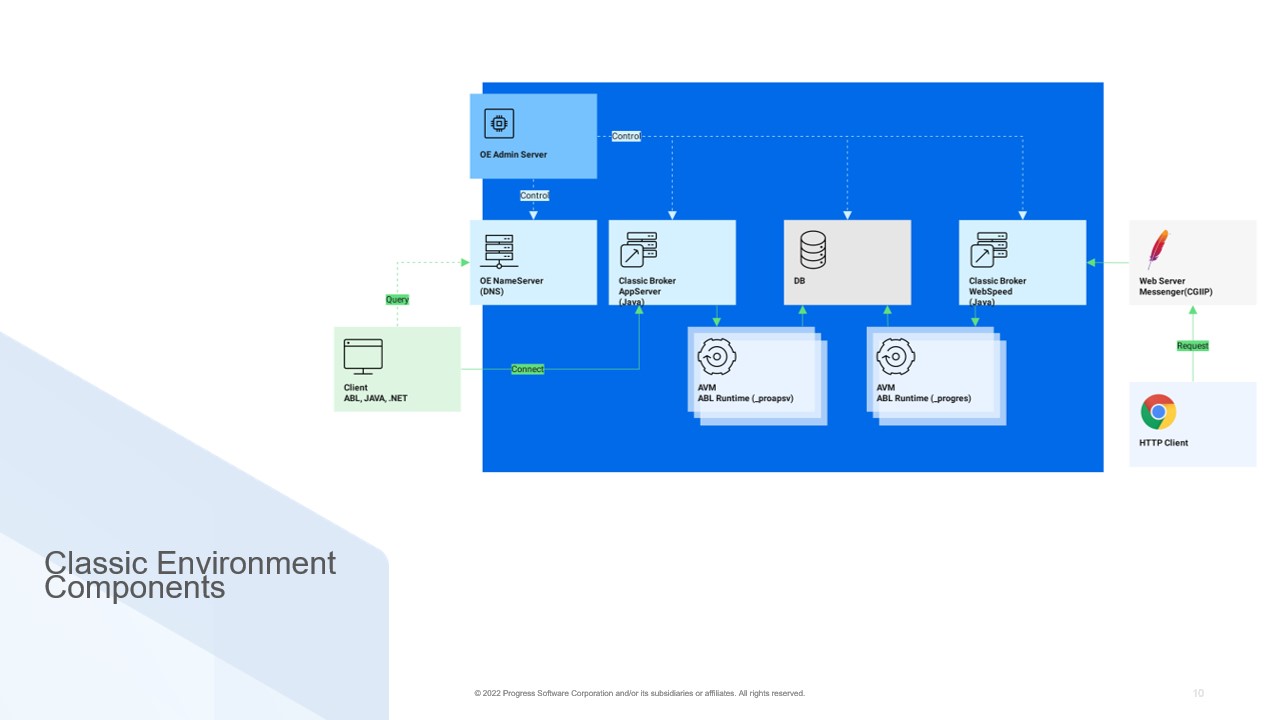 Control
OE Admin Server
Control
OE NameServer
(DNS)
Classic Broker
AppServer
(Java)
DB
Classic Broker
WebSpeed
(Java)
Web Server
Messenger(CGIIP)
Query
Request
Client
ABL, JAVA, .NET
Connect
AVM
ABL Runtime (_proapsv)
AVM
ABL Runtime (_progres)
HTTP Client
Classic Environment
Components
© 2022 Progress Software Corporation and/or its subsidiaries or affiliates. All rights reserved.
10